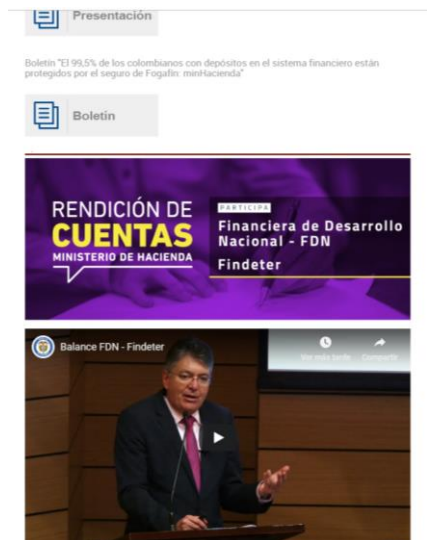 Presentación
Boletín "El 99,5% de los colombianos con depósitos en el sistema financiero están
protegidos por el seguro de Fogafín: minHacienda"
Boletin
RENDICIÓN DE
CUENTAS
MINISTERIO DE HACIENDA
PARTICIPA
Financiera de Desarrollo
Nacional - FDN
Findeter
Balance FDN - Findeter
Ver más tarde
Compartir